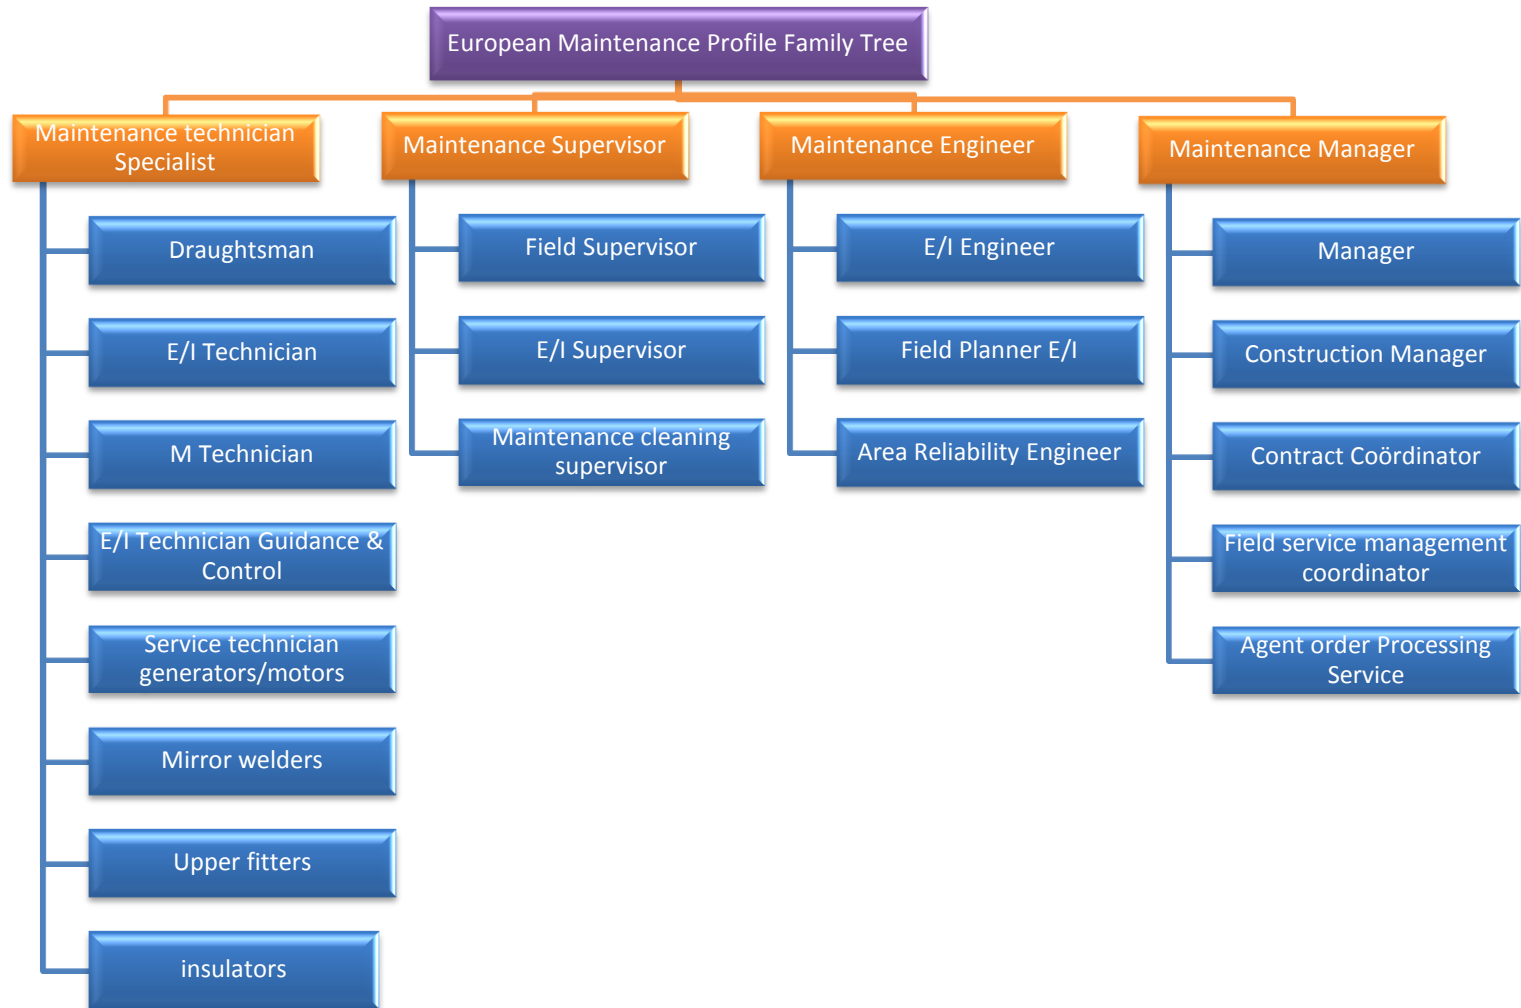 European Maintenance Profile Family Tree
Maintenance technician
Specialist
Draughtsman
E/I Technician
M Technician
E/I Technician Guidance &
Control
Service technician
generators/motors
Mirror welders
Upper fitters
insulators
Maintenance Supervisor
Field Supervisor
E/I Supervisor
Maintenance cleaning
supervisor
Maintenance Engineer
E/I Engineer
Field Planner E/I
Area Reliability Engineer
Maintenance Manager
Manager
Construction Manager
Contract Coördinator
Field service management
coordinator
Agent order Processing
Service